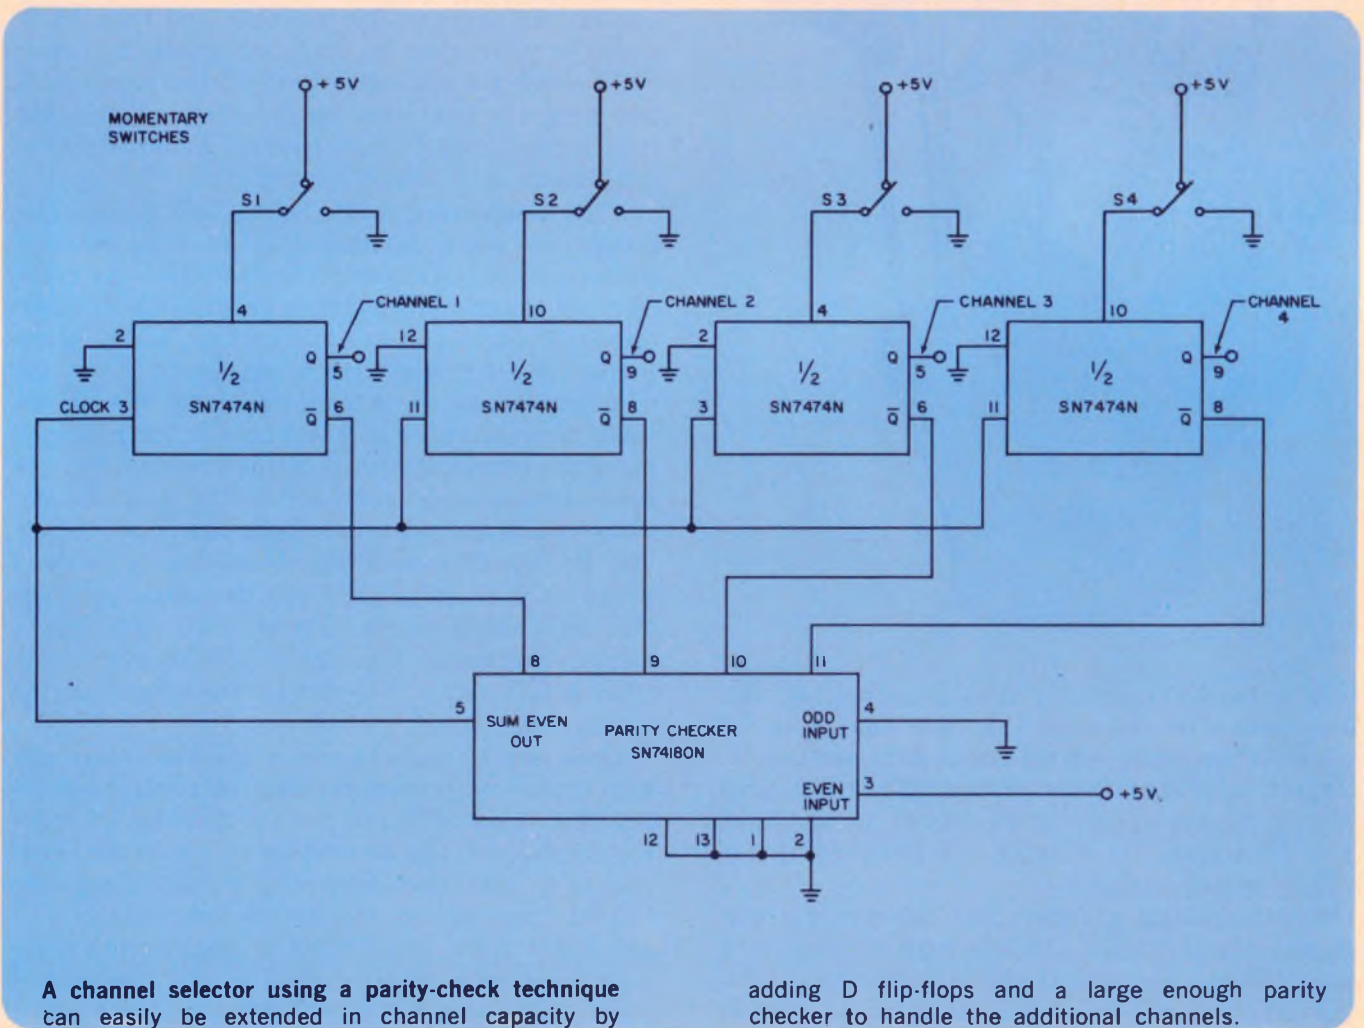 +5V
+5V
+5V
+5V
MOMENTARY
SWITCHES
S1
S2
S3
S4
4
CHANNEL 1
10
CHANNEL 2
4
CHANNEL 3
10
CHANNEL
4
2
Q
5
12
Q
9
2
Q
5
12
Q
9
1/2
1/2
1/2
1/2
SN7474N
SN7474N
SN7474N
SN7474N
CLOCK 3
Q̅
6
11
Q̅
8
3
Q̅
6
11
Q̅
8
8
9
10
11
5
SUM EVEN
OUT
PARITY CHECKER
SN74180N
ODD
INPUT
4
EVEN
INPUT
3
+5V
12
13
1
2
A channel selector using a parity-check technique
can easily be extended in channel capacity by
adding D flip-flops and a large enough parity
checker to handle the additional channels.